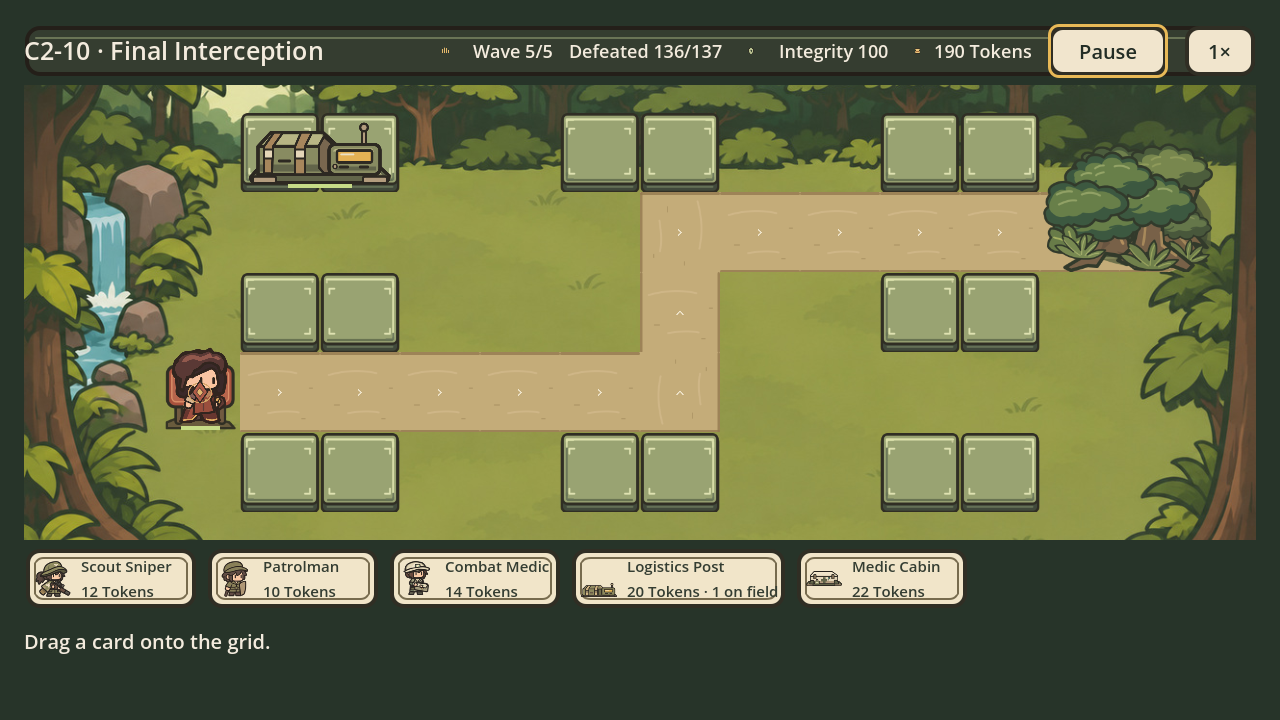 C2-10 · Final Interception
Wave 5/5
Defeated 136/137
Integrity 100
190 Tokens
Pause
1×
Scout Sniper
12 Tokens
Patrolman
10 Tokens
Combat Medic
14 Tokens
Logistics Post
20 Tokens · 1 on field
Medic Cabin
22 Tokens
Drag a card onto the grid.